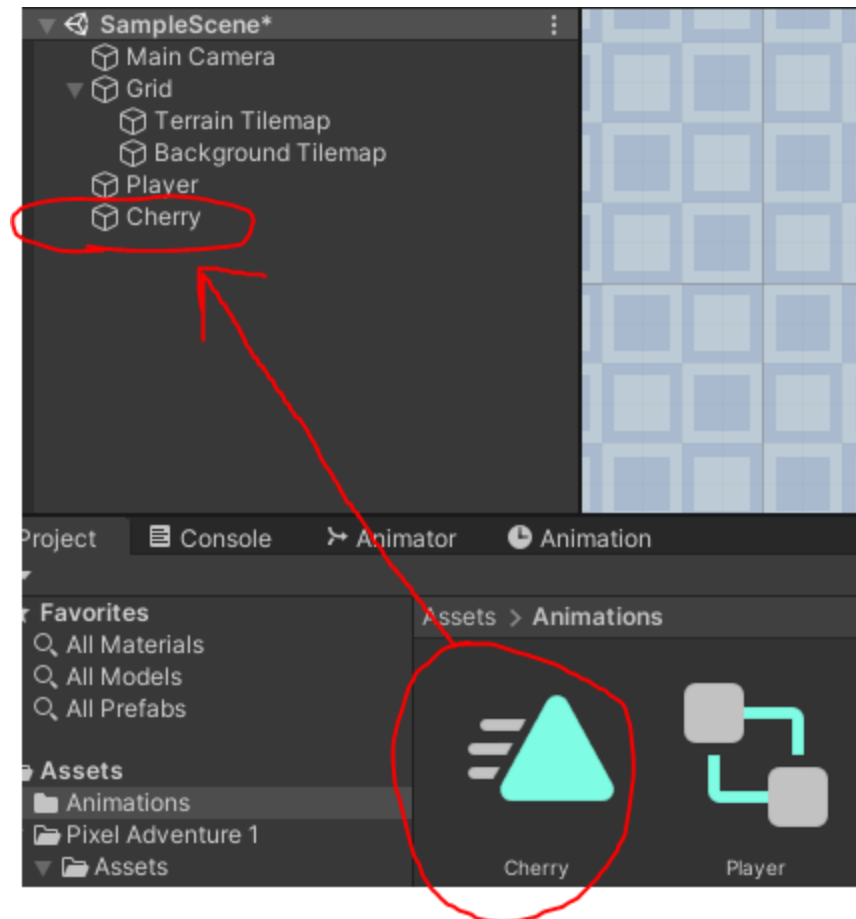 SampleScene*
Main Camera
Grid
Terrain Tilemap
Background Tilemap
Player
Cherry
Project
Console
Animator
Animation
Favorites
All Materials
All Models
All Prefabs
Assets
Animations
Pixel Adventure 1
Assets
Assets > Animations
Cherry
Player